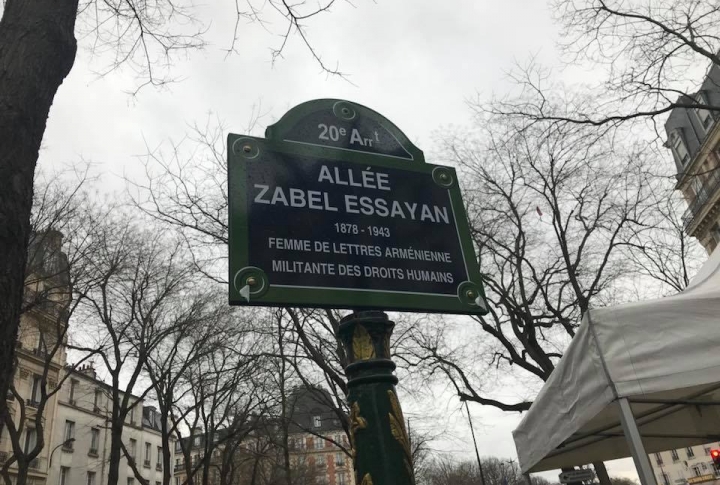 20e Arrt
ALLÉE
ZABEL ESSAYAN
1878 - 1943
FEMME DE LETTRES ARMÉNIENNE
MILITANTE DES DROITS HUMAINS